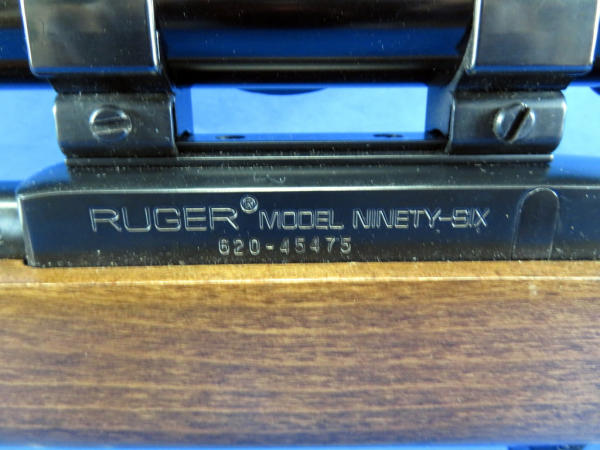 RUGER® MODEL NINETY-SIX
620-45475